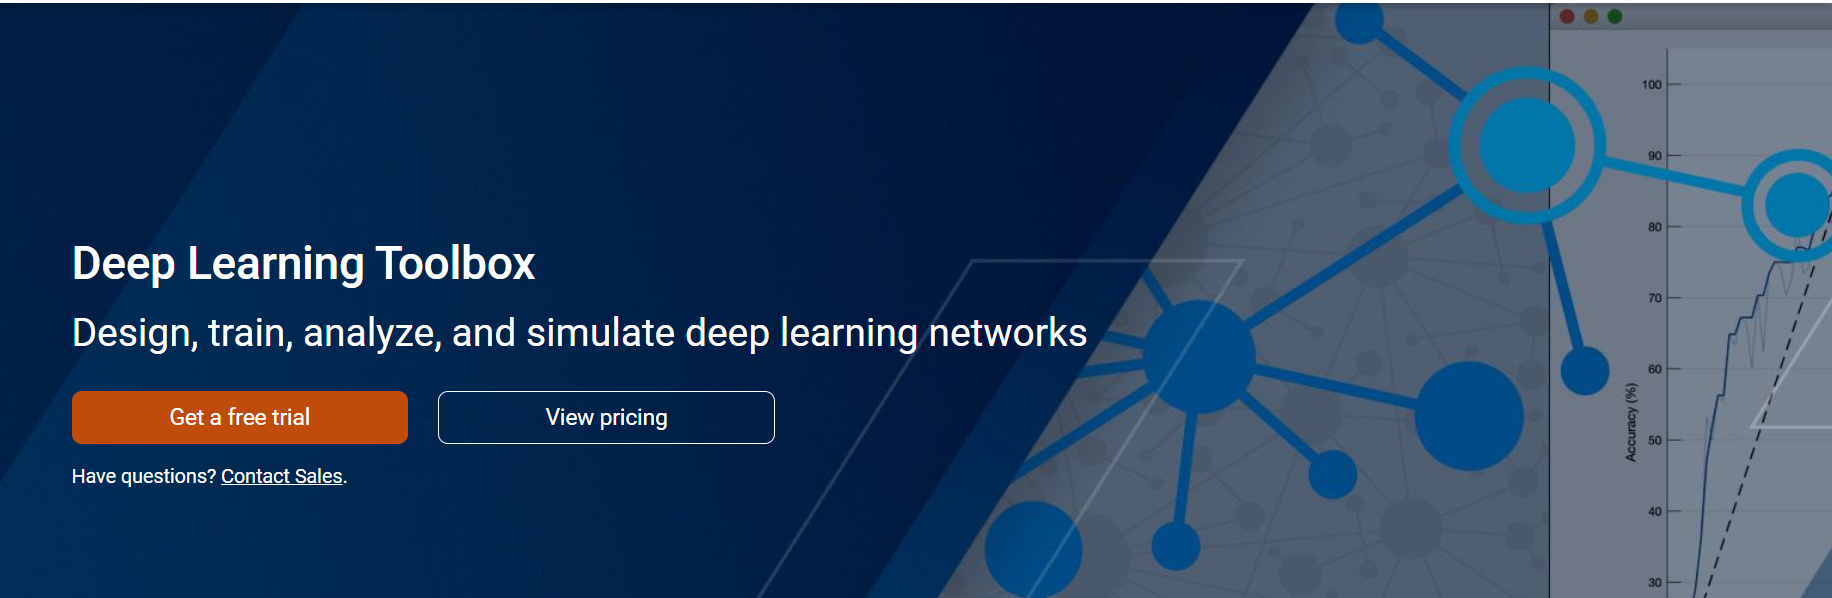 Deep Learning Toolbox
Design, train, analyze, and simulate deep learning networks
Get a free trial
View pricing
Have questions? Contact Sales.
100
90
80
70
60
50
40
30
Accuracy (%)